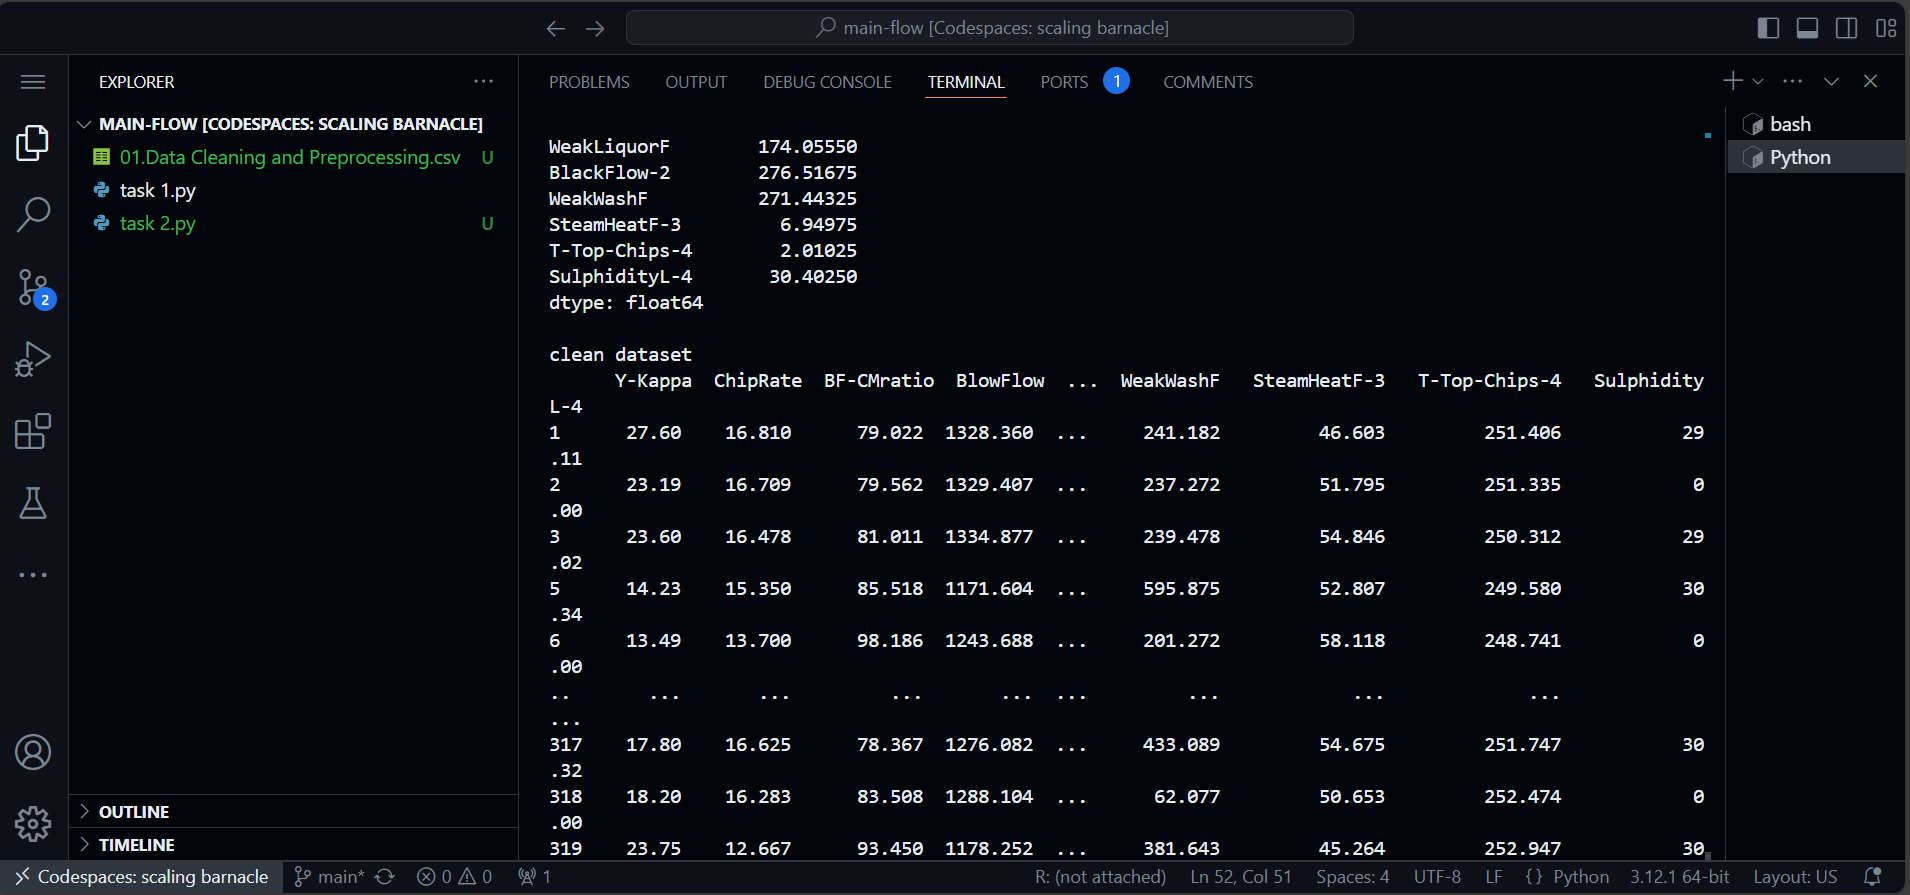 main-flow [Codespaces: scaling barnacle]
EXPLORER
MAIN-FLOW [CODESPACES: SCALING BARNACLE]
01.Data Cleaning and Preprocessing.csv U
task 1.py
task 2.py U
2
OUTLINE
TIMELINE
PROBLEMS OUTPUT DEBUG CONSOLE TERMINAL PORTS 1 COMMENTS
bash
Python
WeakLiquorF 174.05550
BlackFlow-2 276.51675
WeakWashF 271.44325
SteamHeatF-3 6.94975
T-Top-Chips-4 2.01025
SulphidityL-4 30.40250
dtype: float64
clean dataset
Y-Kappa ChipRate BF-CMratio BlowFlow ... WeakWashF SteamHeatF-3 T-Top-Chips-4 Sulphidity
L-4
1 27.60 16.810 79.022 1328.360 ... 241.182 46.603 251.406 29
.11
2 23.19 16.709 79.562 1329.407 ... 237.272 51.795 251.335 0
.00
3 23.60 16.478 81.011 1334.877 ... 239.478 54.846 250.312 29
.02
5 14.23 15.350 85.518 1171.604 ... 595.875 52.807 249.580 30
.34
6 13.49 13.700 98.186 1243.688 ... 201.272 58.118 248.741 0
.00
.. ... ... ... ... ... ... ... ...
...
317 17.80 16.625 78.367 1276.082 ... 433.089 54.675 251.747 30
.32
318 18.20 16.283 83.508 1288.104 ... 62.077 50.653 252.474 0
.00
319 23.75 12.667 93.450 1178.252 ... 381.643 45.264 252.947 30
Codespaces: scaling barnacle main* 0 0 1 R: (not attached) Ln 52, Col 51 Spaces: 4 UTF-8 LF {} Python 3.12.1 64-bit Layout: US